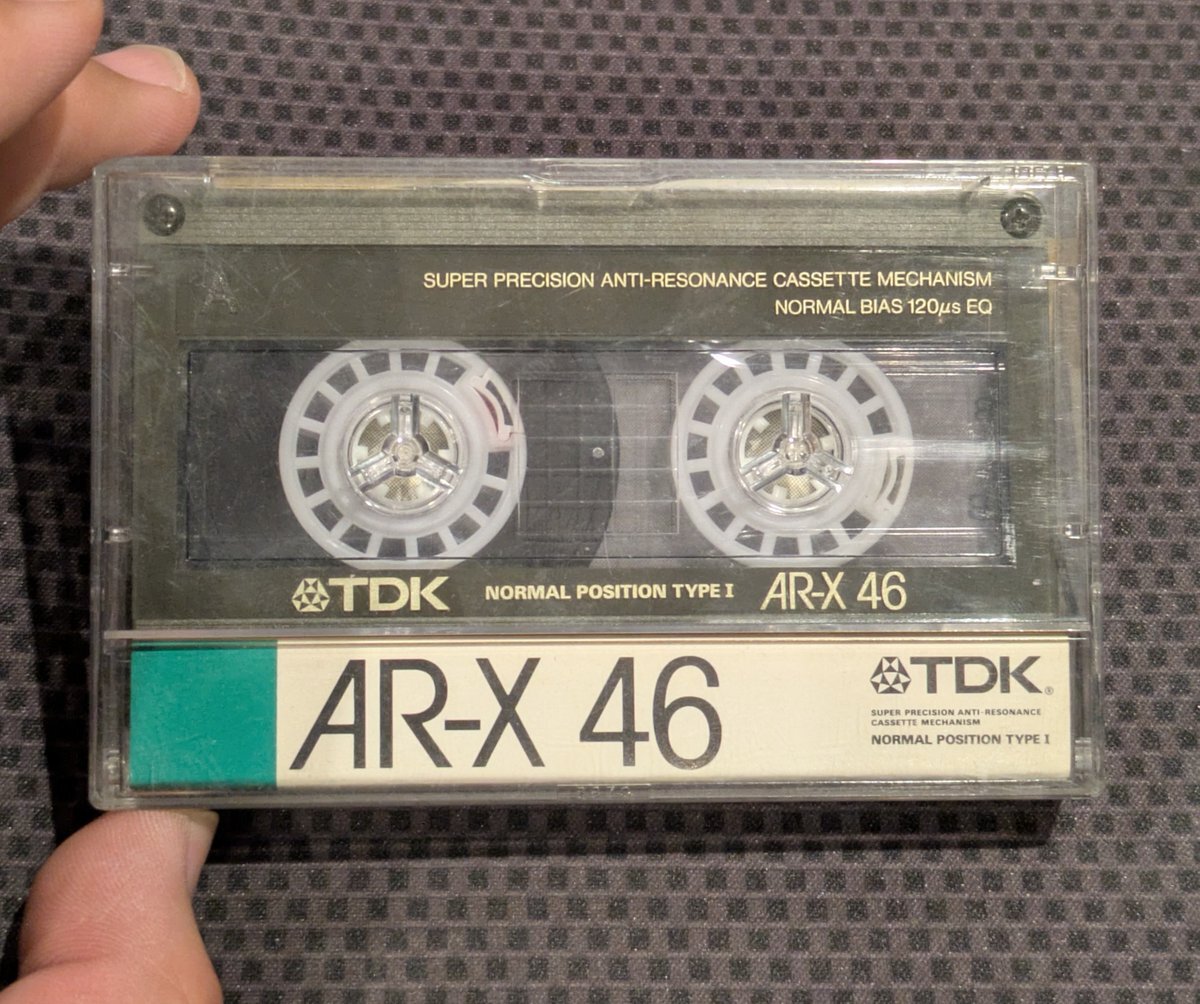 SUPER PRECISION ANTI-RESONANCE CASSETTE MECHANISM
NORMAL BIAS 120µs EQ
TDK NORMAL POSITION TYPE I AR-X 46
AR-X 46
TDK®
SUPER PRECISION ANTI-RESONANCE
CASSETTE MECHANISM
NORMAL POSITION TYPE I